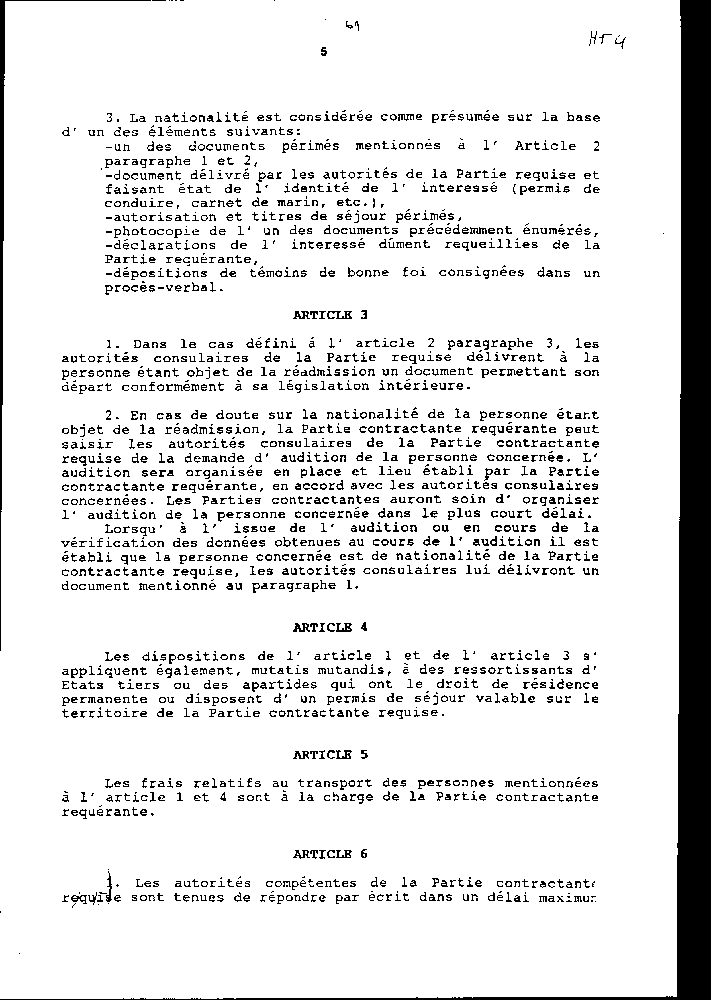 61
5
3. La nationalité est considérée comme présumée sur la base
d' un des éléments suivants:
-un des documents périmés mentionnés à l' Article 2
paragraphe 1 et 2,
-document délivré par les autorités de la Partie requise et
faisant état de l' identité de l' interessé (permis de
conduire, carnet de marin, etc.),
-autorisation et titres de séjour périmés,
-photocopie de l' un des documents précédemment énumérés,
-déclarations de l' interessé dûment requeillies de la
Partie requérante,
-dépositions de témoins de bonne foi consignées dans un
procès-verbal.
ARTICLE 3
1. Dans le cas défini á l' article 2 paragraphe 3, les
autorités consulaires de la Partie requise délivrent à la
personne étant objet de la réadmission un document permettant son
départ conformément à sa législation intérieure.
2. En cas de doute sur la nationalité de la personne étant
objet de la réadmission, la Partie contractante requérante peut
saisir les autorités consulaires de la Partie contractante
requise de la demande d' audition de la personne concernée. L'
audition sera organisée en place et lieu établi par la Partie
contractante requérante, en accord avec les autorités consulaires
concernées. Les Parties contractantes auront soin d' organiser
l' audition de la personne concernée dans le plus court délai.
Lorsqu' à l' issue de l' audition ou en cours de la
vérification des données obtenues au cours de l' audition il est
établi que la personne concernée est de nationalité de la Partie
contractante requise, les autorités consulaires lui délivront un
document mentionné au paragraphe 1.
ARTICLE 4
Les dispositions de l' article 1 et de l' article 3 s'
appliquent également, mutatis mutandis, à des ressortissants d'
Etats tiers ou des apartides qui ont le droit de résidence
permanente ou disposent d' un permis de séjour valable sur le
territoire de la Partie contractante requise.
ARTICLE 5
Les frais relatifs au transport des personnes mentionnées
à l' article 1 et 4 sont à la charge de la Partie contractante
requérante.
ARTICLE 6
1. Les autorités compétentes de la Partie contractante
requise sont tenues de répondre par écrit dans un délai maximum